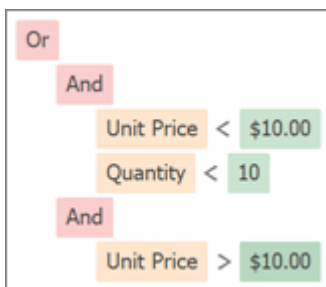 Or
And
Unit Price < $10.00
Quantity < 10
And
Unit Price > $10.00